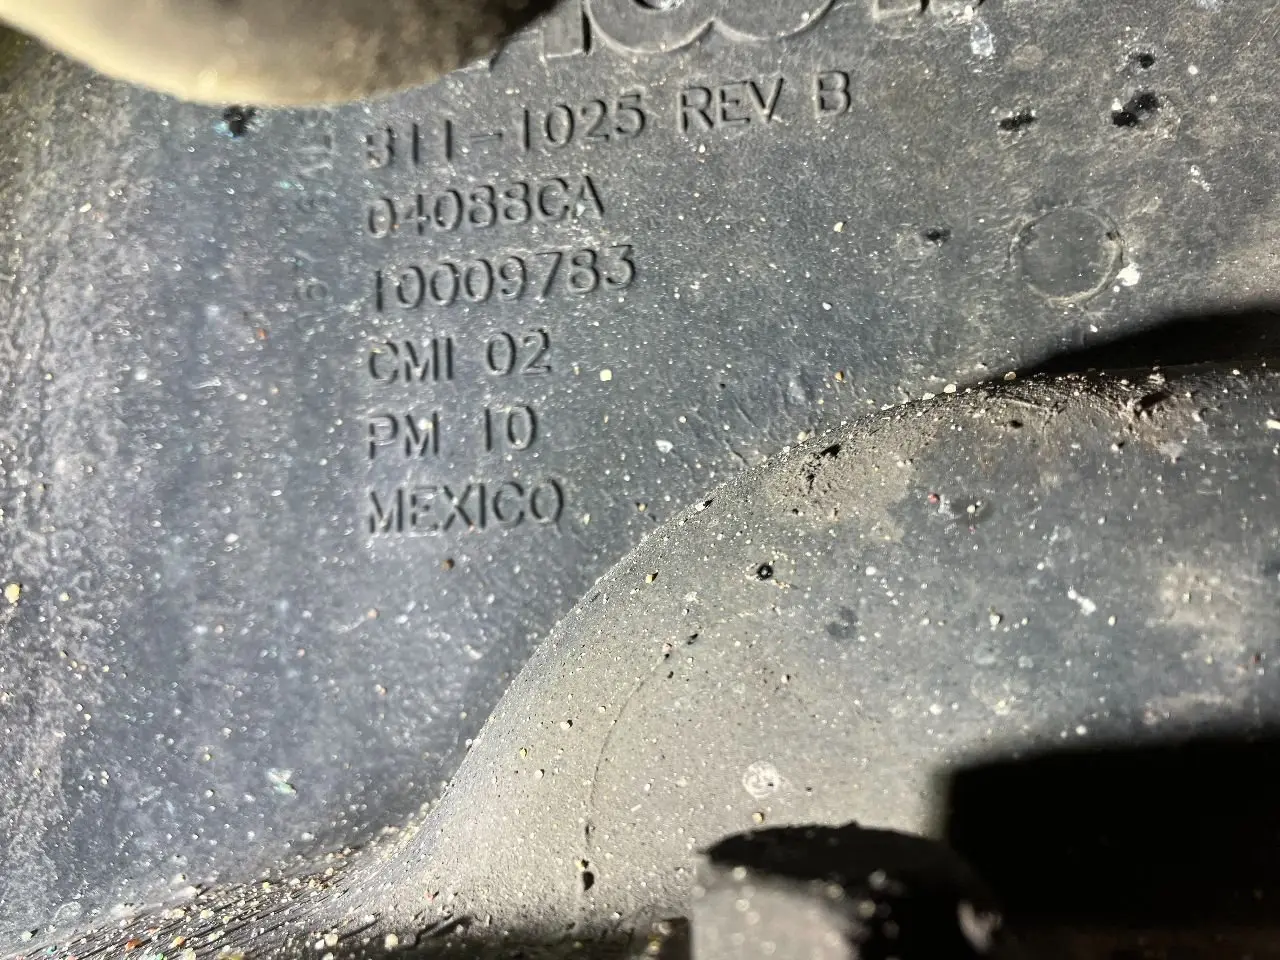 811-1025 REV B
04088CA
10009783
CMI 02
PM 10
MEXICO